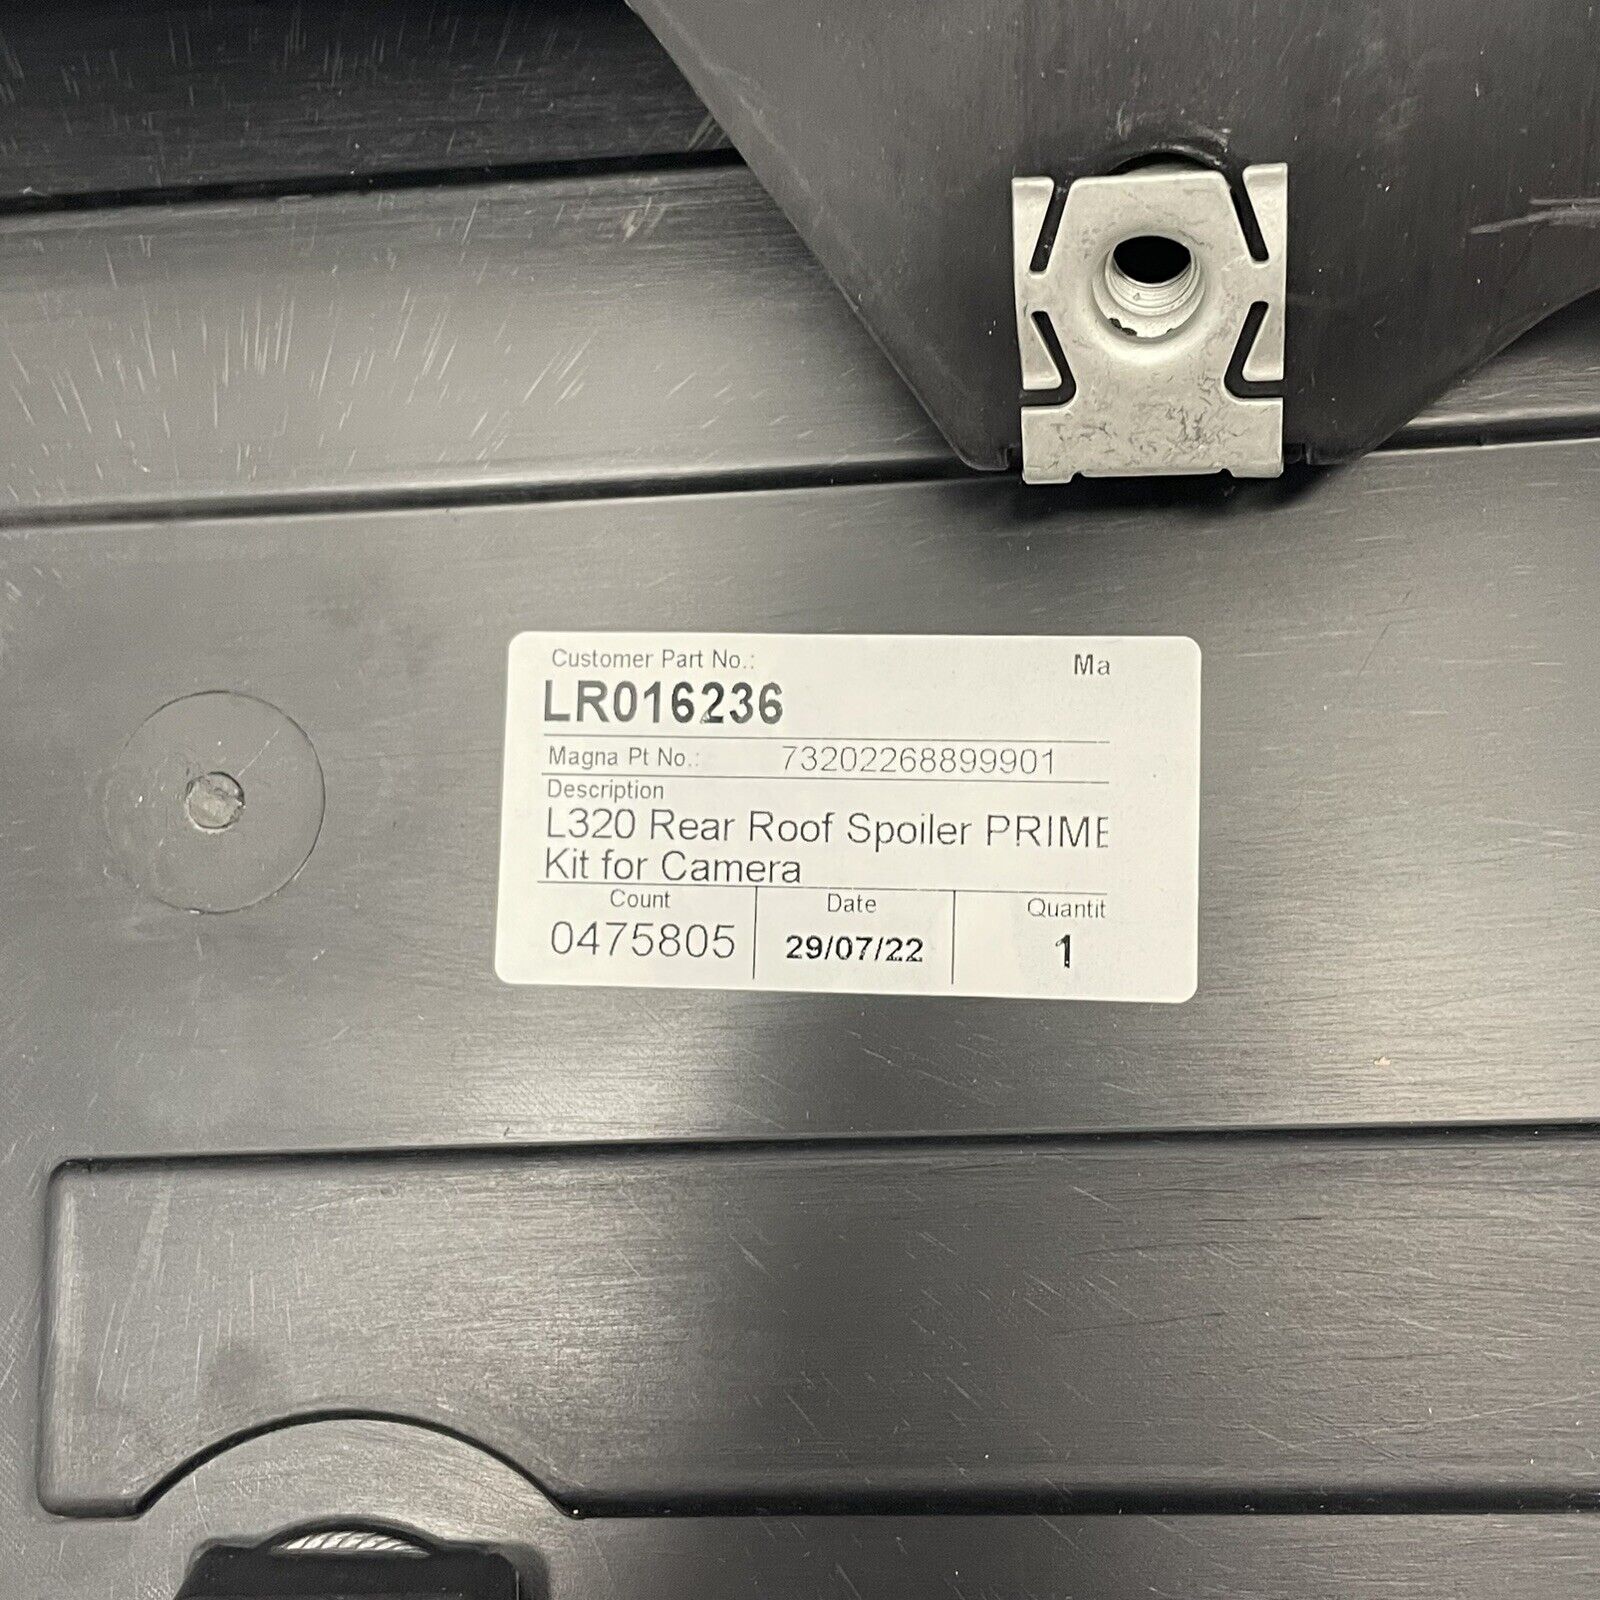 Customer Part No.: Ma
LR016236
Magna Pt No.: 73202268899901
Description
L320 Rear Roof Spoiler PRIME
Kit for Camera
Count Date Quantit
0475805 29/07/22 1